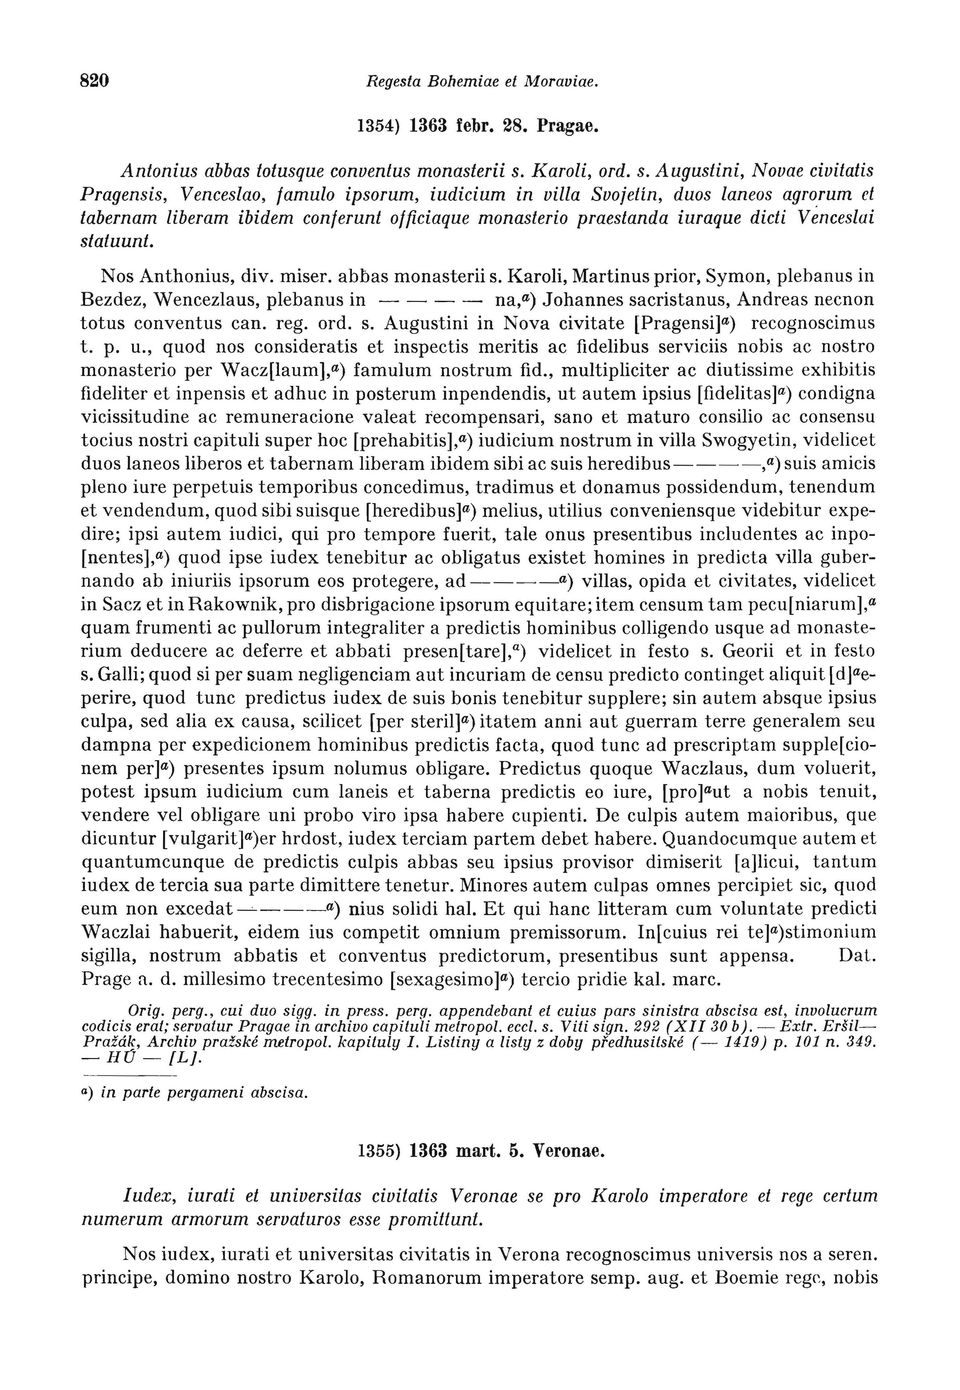 820 Regesta Bohemiae et Moraviae.
1354) 1363 febr. 28. Pragae.
Antonius abbas totusque conventus monasterii s. Karoli, ord. s. Augustini, Novae civitatis
Pragensis, Venceslao, famulo ipsorum, iudicium in villa Svojetin, duos laneos agrorum et
tabernam liberam ibidem conferunt officiaque monasterio praestanda iuraque dicti Venceslai
statuunt.
Nos Anthonius, div. miser. abbas monasterii s. Karoli, Martinus prior, Symon, plebanus in
Bezdez, Wencezlaus, plebanus in — — — — na,a) Johannes sacristanus, Andreas necnon
totus conventus can. reg. ord. s. Augustini in Nova civitate [Pragensi]a) recognoscimus
t. p. u., quod nos consideratis et inspectis meritis ac fidelibus serviciis nobis ac nostro
monasterio per Wacz[laum],a) famulum nostrum fid., multipliciter ac diutissime exhibitis
fideliter et inpensis et adhuc in posterum inpendendis, ut autem ipsius [fidelitas]a) condigna
vicissitudine ac remuneracione valeat recompensari, sano et maturo consilio ac consensu
tocius nostri capituli super hoc [prehabitis],a) iudicium nostrum in villa Swogyetin, videlicet
duos laneos liberos et tabernam liberam ibidem sibi ac suis heredibus — — — —,a) suis amicis
pleno iure perpetuis temporibus concedimus, tradimus et donamus possidendum, tenendum
et vendendum, quod sibi suisque [heredibus]a) melius, utilius conveniensque videbitur expe-
dire; ipsi autem iudici, qui pro tempore fuerit, tale onus presentibus includentes ac inpo-
[nentes],a) quod ipse iudex tenebitur ac obligatus existet homines in predicta villa guber-
nando ab iniuriis ipsorum eos protegere, ad — — — —a) villas, opida et civitates, videlicet
in Sacz et in Rakownik, pro disbrigacione ipsorum equitare; item censum tam pecu[niarum],a
quam frumenti ac pullorum integraliter a predictis hominibus colligendo usque ad monaste-
rium deducere ac deferre et abbati presen[tare],a) videlicet in festo s. Georii et in festo
s. Galli; quod si per suam negligenciam aut incuriam de censu predicto continget aliquit [d]ae-
perire, quod tunc predictus iudex de suis bonis tenebitur supplere; sin autem absque ipsius
culpa, sed alia ex causa, scilicet [per steril]a)itatem anni aut guerram terre generalem seu
dampna per expedicionem hominibus predictis facta, quod tunc ad prescriptam supple[cio-
nem per]a) presentes ipsum nolumus obligare. Predictus quoque Waczlaus, dum voluerit,
potest ipsum iudicium cum laneis et taberna predictis eo iure, [pro]aut a nobis tenuit,
vendere vel obligare uni probo viro ipsa habere cupienti. De culpis autem maioribus, que
dicuntur [vulgarit]a)er hrdost, iudex terciam partem debet habere. Quandocumque autem et
quantumcunque de predictis culpis abbas seu ipsius provisor dimiserit [a]licui, tantum
iudex de tercia sua parte dimittere tenetur. Minores autem culpas omnes percipiet sic, quod
eum non excedat — — — —a) nius solidi hal. Et qui hanc litteram cum voluntate predicti
Waczlai habuerit, eidem ius competit omnium premissorum. In[cuius rei te]a)stimonium
sigilla, nostrum abbatis et conventus predictorum, presentibus sunt appensa. Dat.
Prage a. d. millesimo trecentesimo [sexagesimo]a) tercio pridie kal. marc.
Orig. perg., cui duo sigg. in press. perg. appendebant et cuius pars sinistra abscisa est, involucrum
codicis erat; servatur Pragae in archivo capituli metropol. eccl. s. Viti sign. 292 (XII 30 b). — Extr. Eršil—
Pražák, Archiv pražské metropol. kapituly I. Listiny a listy z doby předhusitské (— 1419) p. 101 n. 349.
— HÚ — [L].
a) in parte pergameni abscisa.
1355) 1363 mart. 5. Veronae.
Iudex, iurati et universitas civitatis Veronae se pro Karolo imperatore et rege certum
numerum armorum servaturos esse promittunt.
Nos iudex, iurati et universitas civitatis in Verona recognoscimus universis nos a seren.
principe, domino nostro Karolo, Romanorum imperatore semp. aug. et Boemie rege, nobis